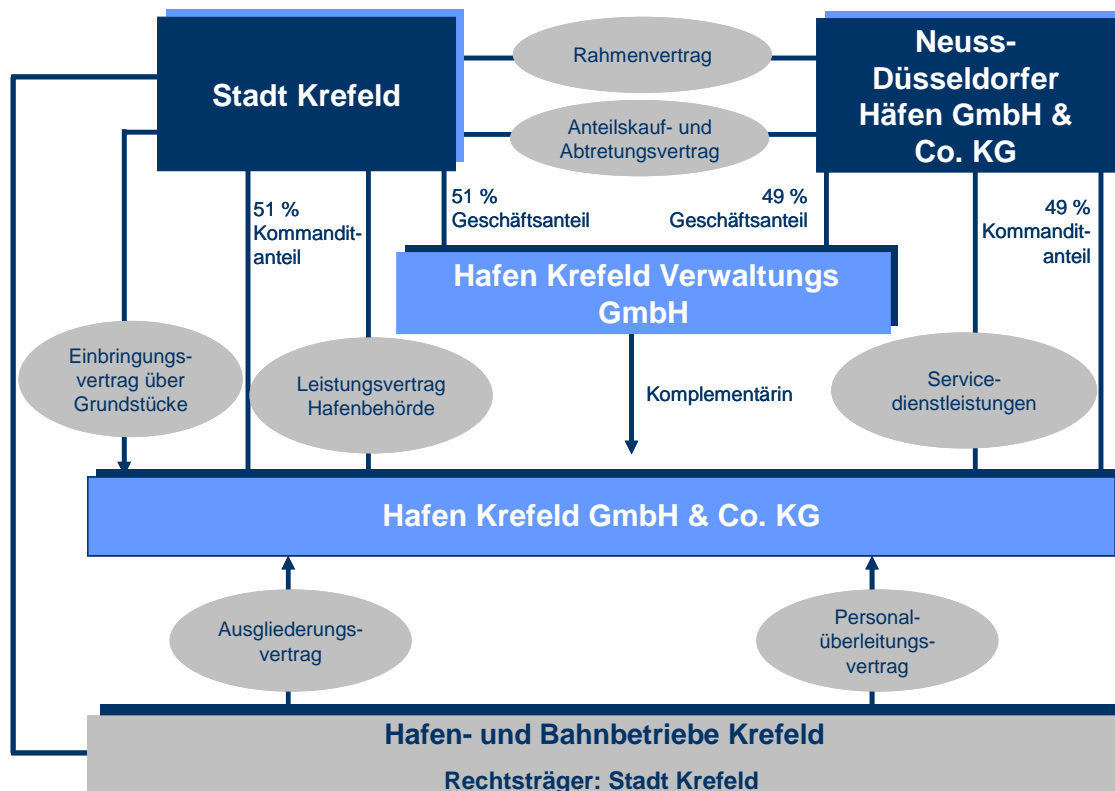 Stadt Krefeld
Rahmenvertrag
Neuss-
Düsseldorfer
Häfen GmbH &
Co. KG
Anteilskauf- und
Abtretungsvertrag
51 %
Kommandit-
anteil
51 %
Geschäftsanteil
49 %
Geschäftsanteil
49 %
Kommandit-
anteil
Hafen Krefeld Verwaltungs
GmbH
Einbringungs-
vertrag über
Grundstücke
Leistungsvertrag
Hafenbehörde
Komplementärin
Service-
dienstleistungen
Hafen Krefeld GmbH & Co. KG
Ausgliederungs-
vertrag
Personal-
überleitungs-
vertrag
Hafen- und Bahnbetriebe Krefeld
Rechtsträger: Stadt Krefeld